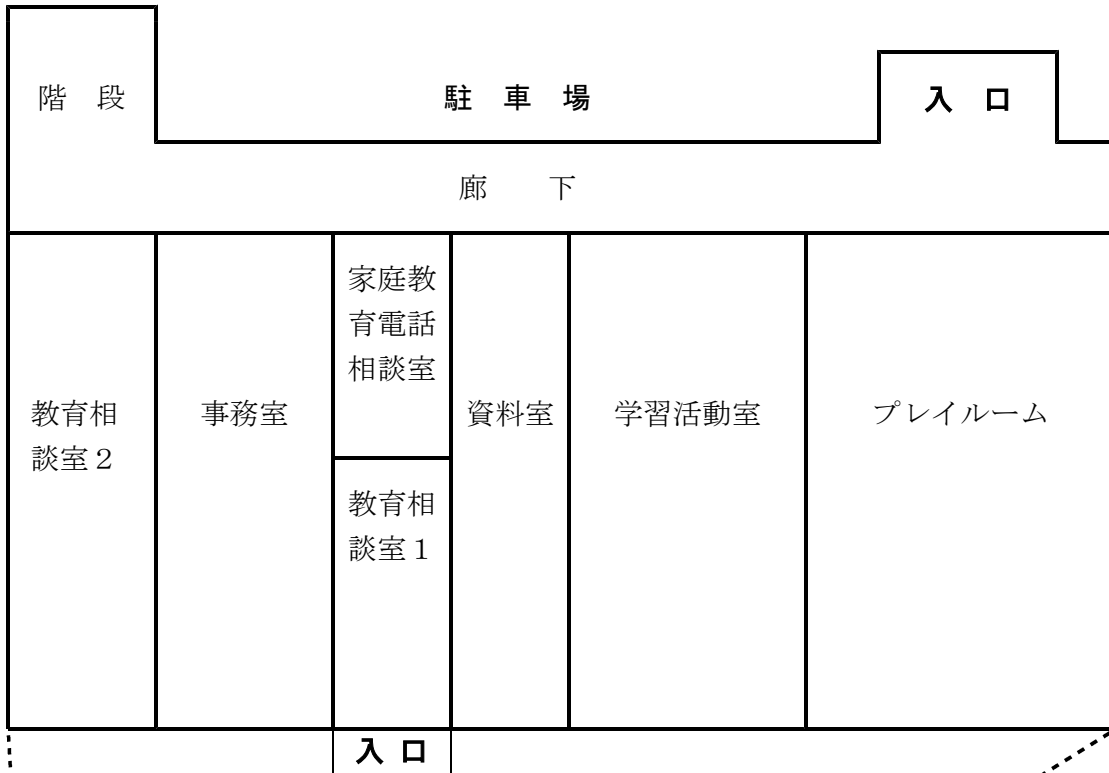 階　段
駐　車　場
入　口
廊　　下
教育相
談室２
事務室
家庭教
育電話
相談室
教育相
談室１
資料室
学習活動室
プレイルーム
入 口